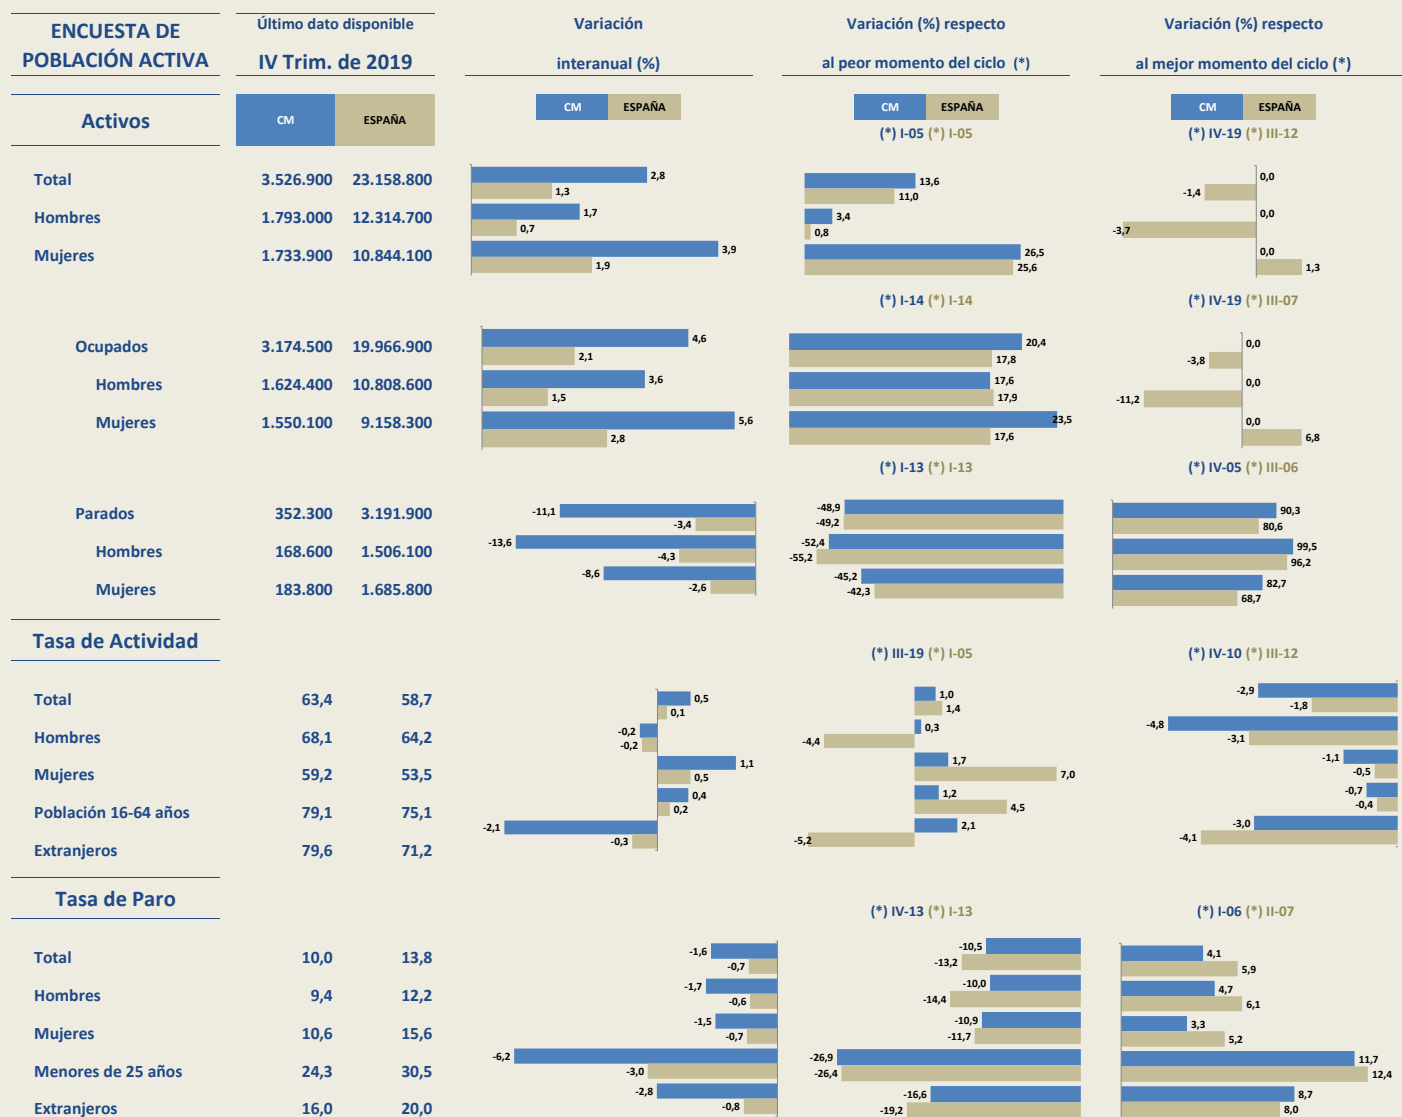 ENCUESTA DE POBLACIÓN ACTIVA
Último dato disponible
IV Trim. de 2019
Variación
interanual (%)
Variación (%) respecto
al peor momento del ciclo (*)
Variación (%) respecto
al mejor momento del ciclo (*)
Activos
CM ESPAÑA
CM ESPAÑA
CM ESPAÑA
CM ESPAÑA
(*) I-05 (*) I-05
(*) IV-19 (*) III-12
Total 3.526.900 23.158.800 2,8 1,3 13,6 11,0 0,0 -1,4
Hombres 1.793.000 12.314.700 1,7 0,7 3,4 0,8 0,0 -3,7
Mujeres 1.733.900 10.844.100 3,9 1,9 26,5 25,6 0,0 1,3
(*) I-14 (*) I-14
(*) IV-19 (*) III-07
Ocupados 3.174.500 19.966.900 4,6 2,1 20,4 17,8 0,0 -3,8
Hombres 1.624.400 10.808.600 3,6 1,5 17,6 17,9 0,0 -11,2
Mujeres 1.550.100 9.158.300 5,6 2,8 23,5 17,6 0,0 6,8
(*) I-13 (*) I-13
(*) IV-05 (*) III-06
Parados 352.300 3.191.900 -11,1 -3,4 -48,9 -49,2 90,3 80,6
Hombres 168.600 1.506.100 -13,6 -4,3 -52,4 -55,2 99,5 96,2
Mujeres 183.800 1.685.800 -8,6 -2,6 -45,2 -42,3 82,7 68,7
Tasa de Actividad
(*) III-19 (*) I-05
(*) IV-10 (*) III-12
Total 63,4 58,7 0,5 0,1 1,0 1,4 -2,9 -1,8
Hombres 68,1 64,2 -0,2 -0,2 0,3 -4,4 -4,8 -3,1
Mujeres 59,2 53,5 1,1 0,5 1,7 7,0 -1,1 -0,5
Población 16-64 años 79,1 75,1 0,4 0,2 1,2 4,5 -0,7 -0,4
Extranjeros 79,6 71,2 -2,1 -0,3 2,1 -5,2 -3,0 -4,1
Tasa de Paro
(*) IV-13 (*) I-13
(*) I-06 (*) II-07
Total 10,0 13,8 -1,6 -0,7 -10,5 -13,2 4,1 5,9
Hombres 9,4 12,2 -1,7 -0,6 -10,0 -14,4 4,7 6,1
Mujeres 10,6 15,6 -1,5 -0,7 -10,9 -11,7 3,3 5,2
Menores de 25 años 24,3 30,5 -6,2 -3,0 -26,9 -26,4 11,7 12,4
Extranjeros 16,0 20,0 -2,8 -0,8 -16,6 -19,2 8,7 8,0